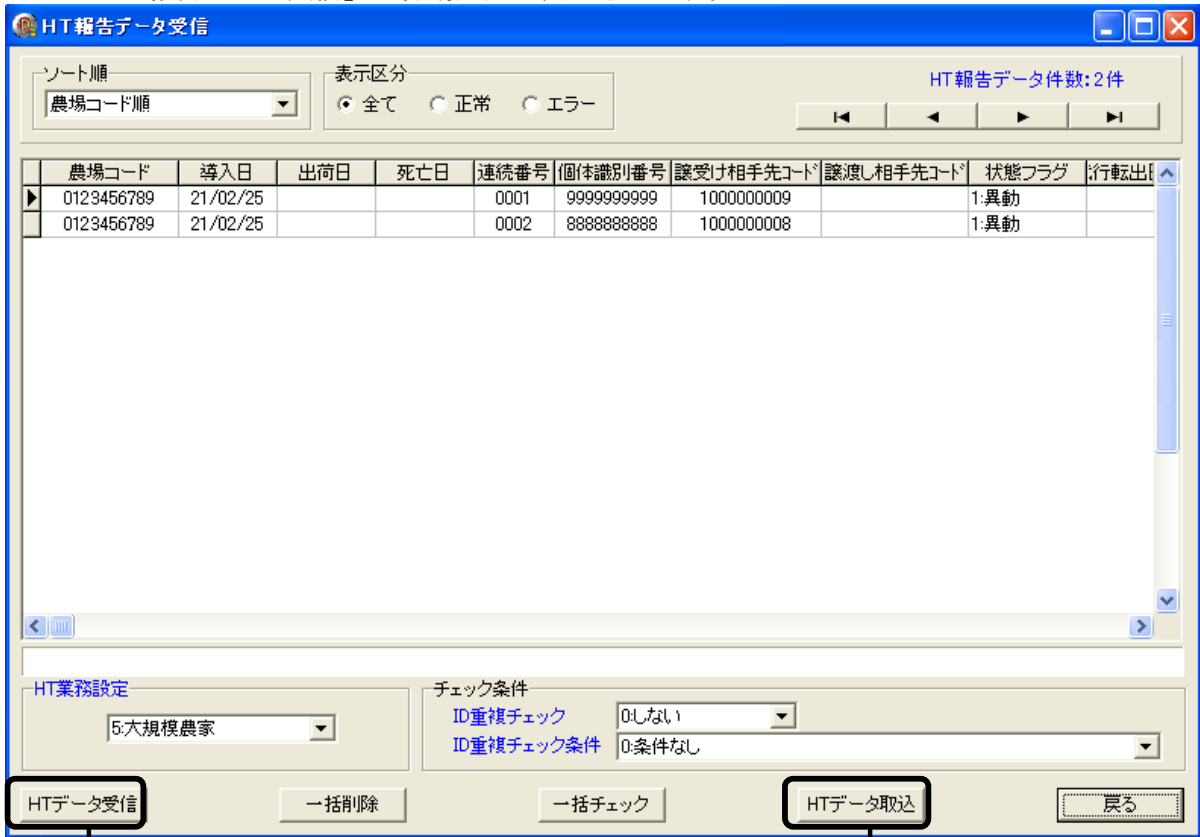 HT報告データ受信
ソート順
農場コード順
表示区分
全て 正常 エラー
HT報告データ件数:2件
農場コード 導入日 出荷日 死亡日 連続番号 個体識別番号 譲受け相手先コード 譲渡し相手先コード 状態フラグ 行転出
0123456789 21/02/25 0001 9999999999 1000000009 1:異動
0123456789 21/02/25 0002 8888888888 1000000008 1:異動
HT業務設定
5:大規模農家
チェック条件
ID重複チェック 0:しない
ID重複チェック条件 0:条件なし
HTデータ受信 一括削除 一括チェック HTデータ取込 戻る